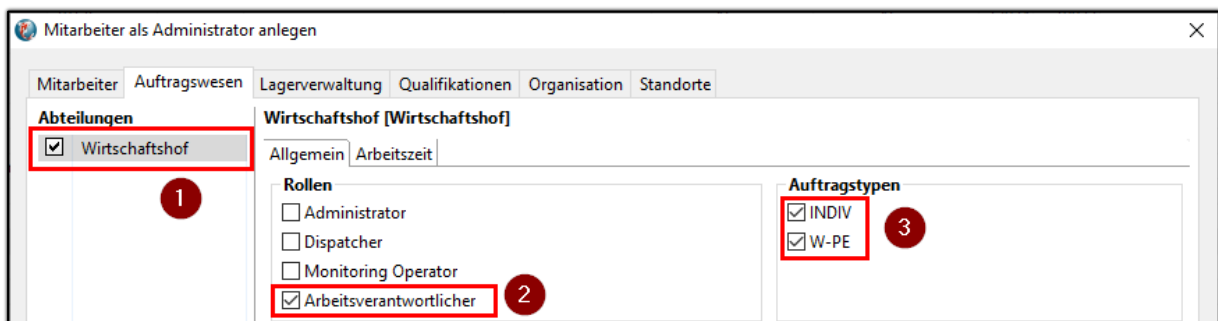 Mitarbeiter als Administrator anlegen
Mitarbeiter Auftragswesen Lagerverwaltung Qualifikationen Organisation Standorte
Abteilungen
Wirtschaftshof
1
Wirtschaftshof [Wirtschaftshof]
Allgemein Arbeitszeit
Rollen
Administrator
Dispatcher
Monitoring Operator
Arbeitsverantwortlicher
2
Auftragstypen
INDIV
W-PE
3